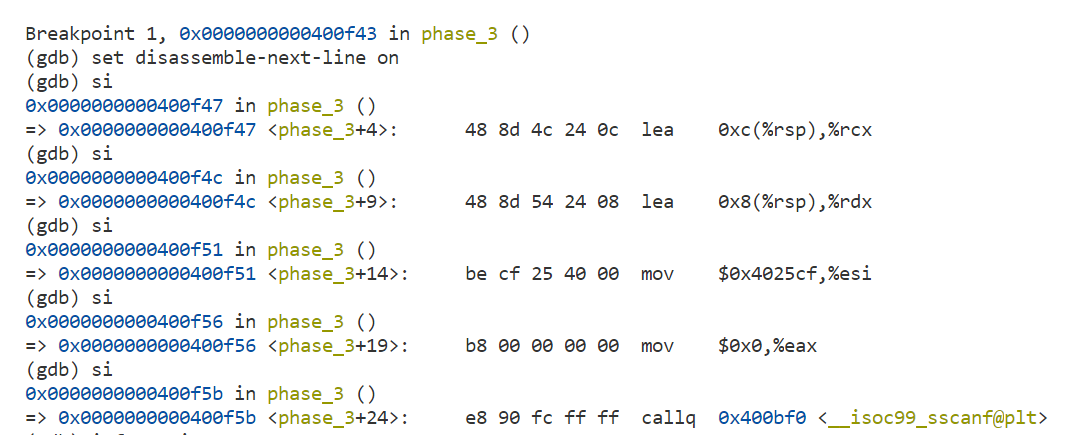 Breakpoint 1, 0x0000000000400f43 in phase_3 ()
(gdb) set disassemble-next-line on
(gdb) si
0x0000000000400f47 in phase_3 ()
=> 0x0000000000400f47 <phase_3+4>: 48 8d 4c 24 0c lea 0xc(%rsp),%rcx
(gdb) si
0x0000000000400f4c in phase_3 ()
=> 0x0000000000400f4c <phase_3+9>: 48 8d 54 24 08 lea 0x8(%rsp),%rdx
(gdb) si
0x0000000000400f51 in phase_3 ()
=> 0x0000000000400f51 <phase_3+14>: be cf 25 40 00 mov $0x4025cf,%esi
(gdb) si
0x0000000000400f56 in phase_3 ()
=> 0x0000000000400f56 <phase_3+19>: b8 00 00 00 00 mov $0x0,%eax
(gdb) si
0x0000000000400f5b in phase_3 ()
=> 0x0000000000400f5b <phase_3+24>: e8 90 fc ff ff callq 0x400bf0 <__isoc99_sscanf@plt>